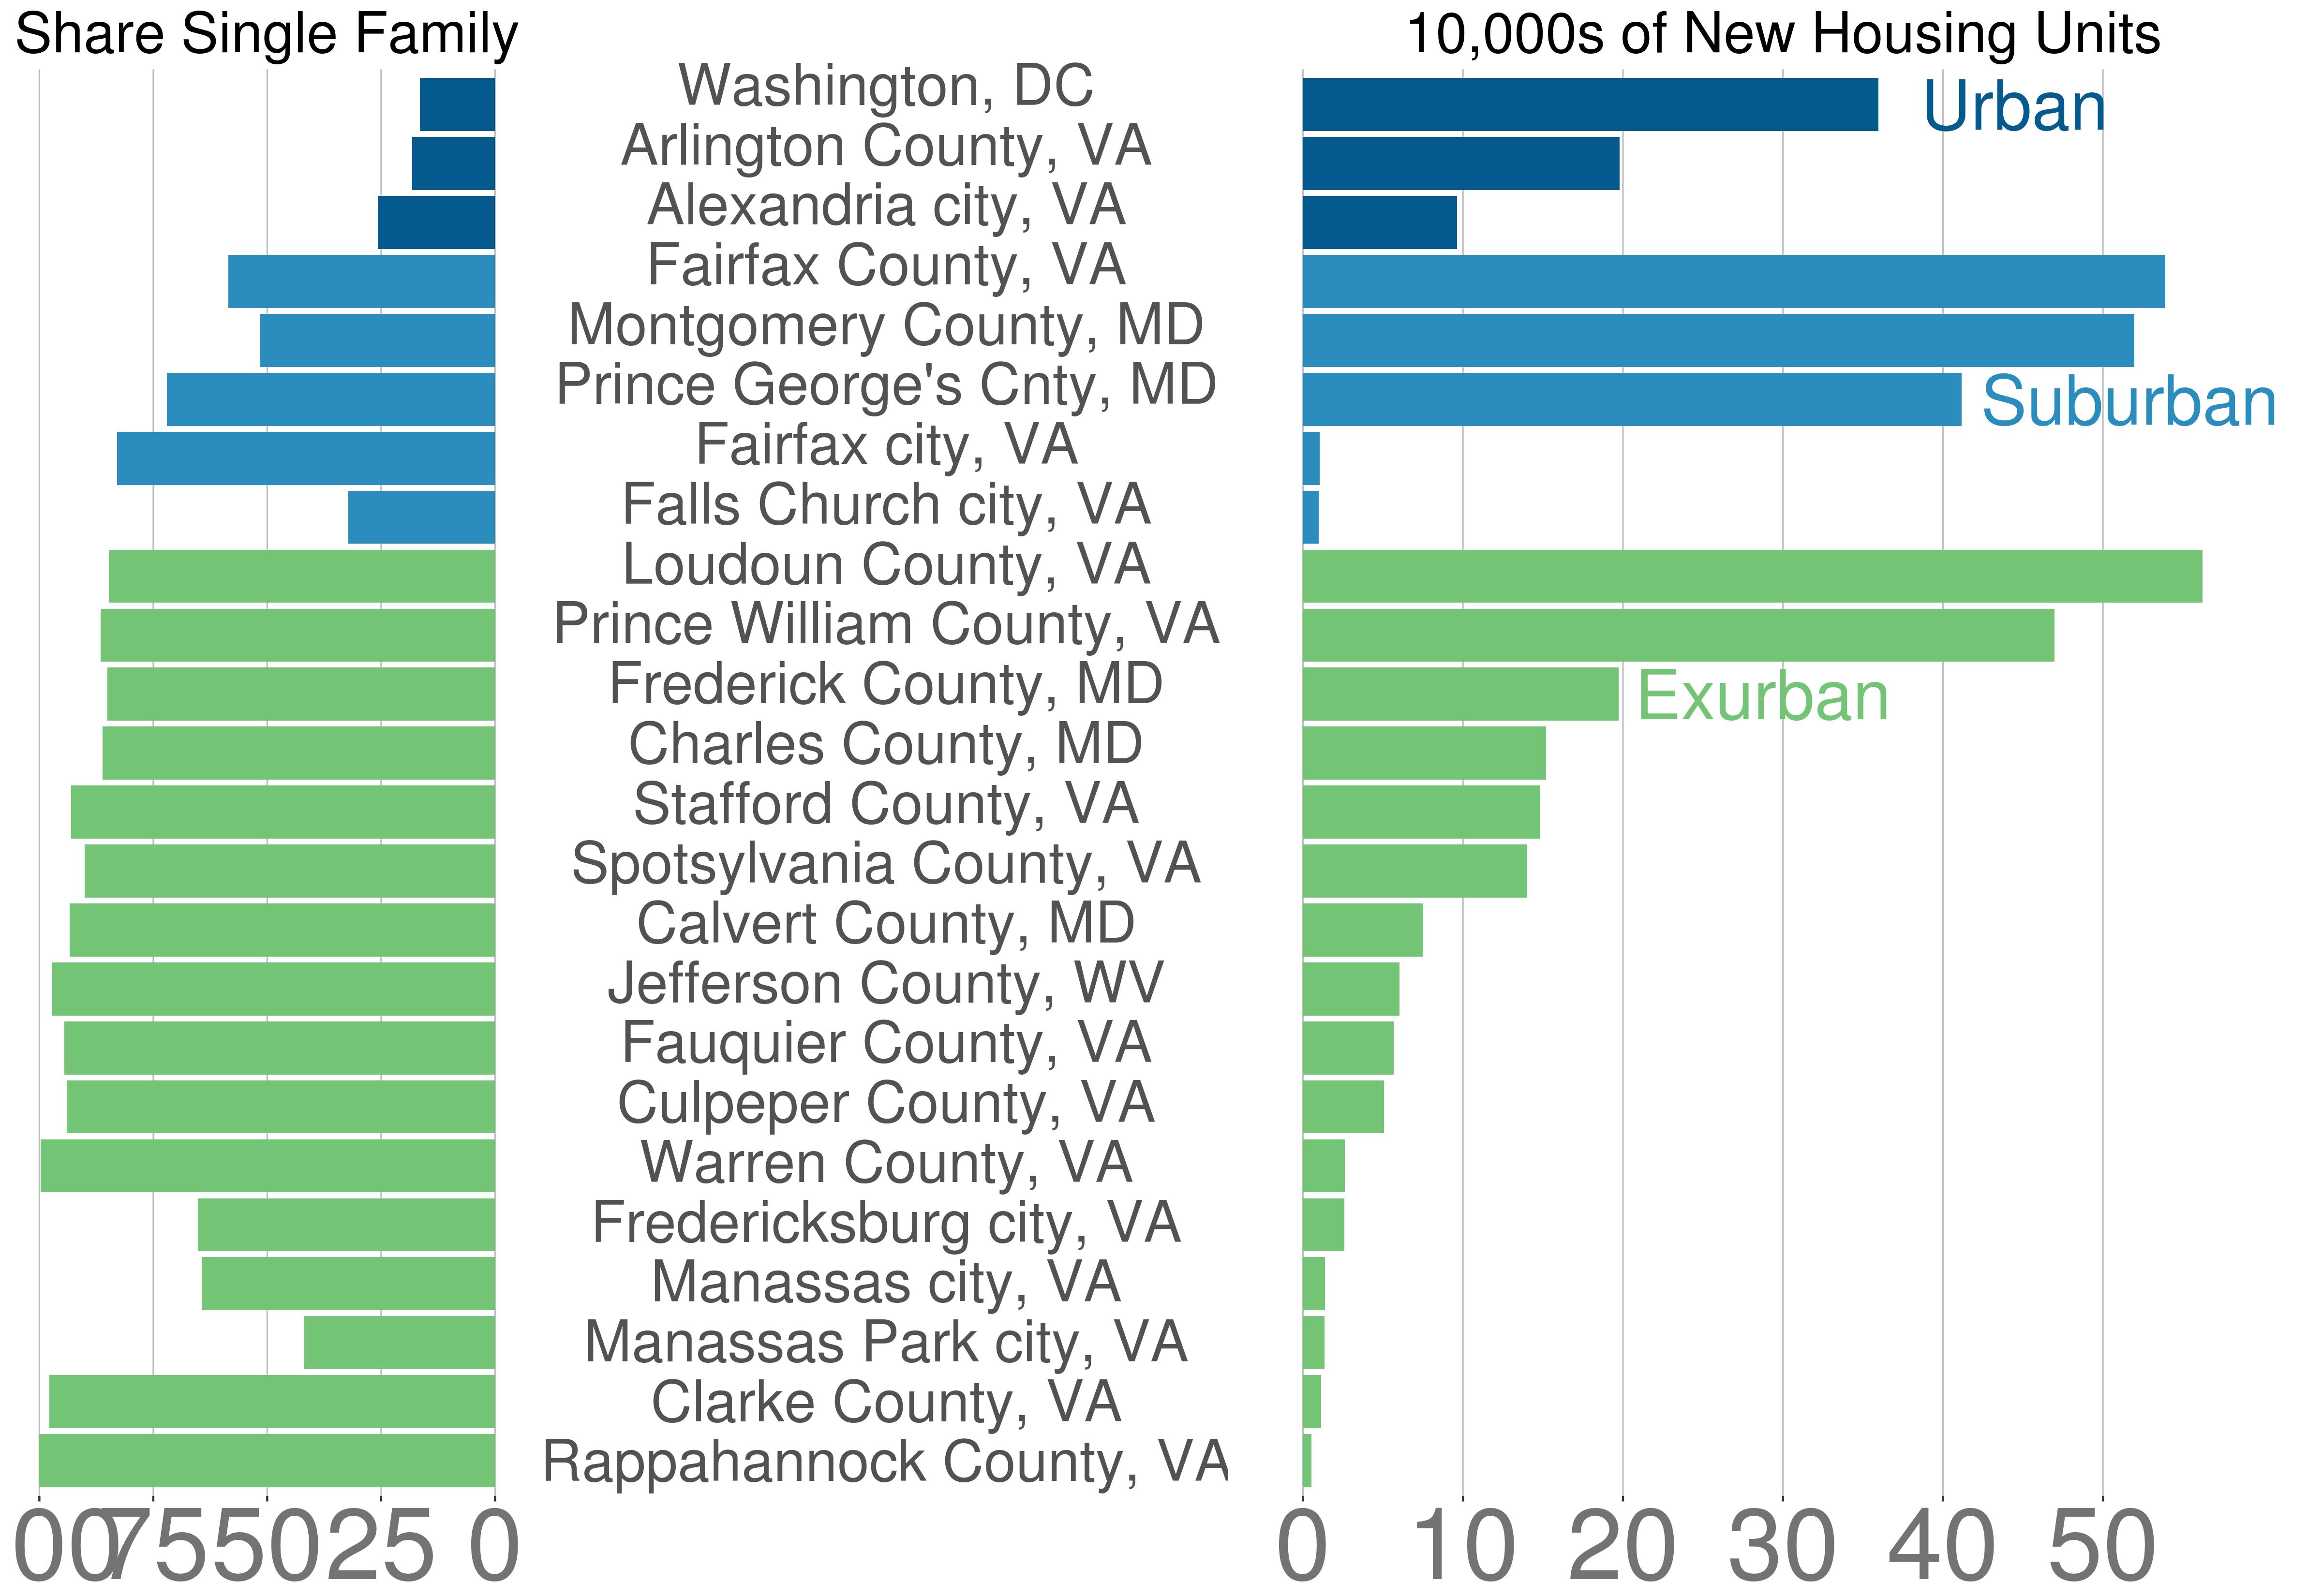 Share Single Family
10,000s of New Housing Units
Washington, DC
Urban
Arlington County, VA
Alexandria city, VA
Fairfax County, VA
Montgomery County, MD
Prince George's Cnty, MD
Suburban
Fairfax city, VA
Falls Church city, VA
Loudoun County, VA
Prince William County, VA
Frederick County, MD
Exurban
Charles County, MD
Stafford County, VA
Spotsylvania County, VA
Calvert County, MD
Jefferson County, WV
Fauquier County, VA
Culpeper County, VA
Warren County, VA
Fredericksburg city, VA
Manassas city, VA
Manassas Park city, VA
Clarke County, VA
Rappahannock County, VA
00 75 50 25 0
0 10 20 30 40 50